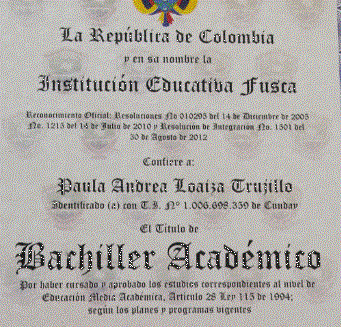 La República de Colombia
y en su nombre la
Institución Educativa Fusca
Reconocimiento Oficial: Resoluciones No 010295 del 14 de Diciembre de 2005
No. 1213 del 16 de Julio de 2010 y Resolución de Integración No. 1501 del
30 de Agosto de 2012
Confiere a:
Paula Andrea Loaiza Trujillo
Identificado (a) con T.I. Nº 1.006.698.359 de Cunday
El Título de
Bachiller Académico
Por haber cursado y aprobado los estudios correspondientes al nivel de
Educación Media Académica, Artículo 28 Ley 115 de 1994;
según los planes y programas vigentes